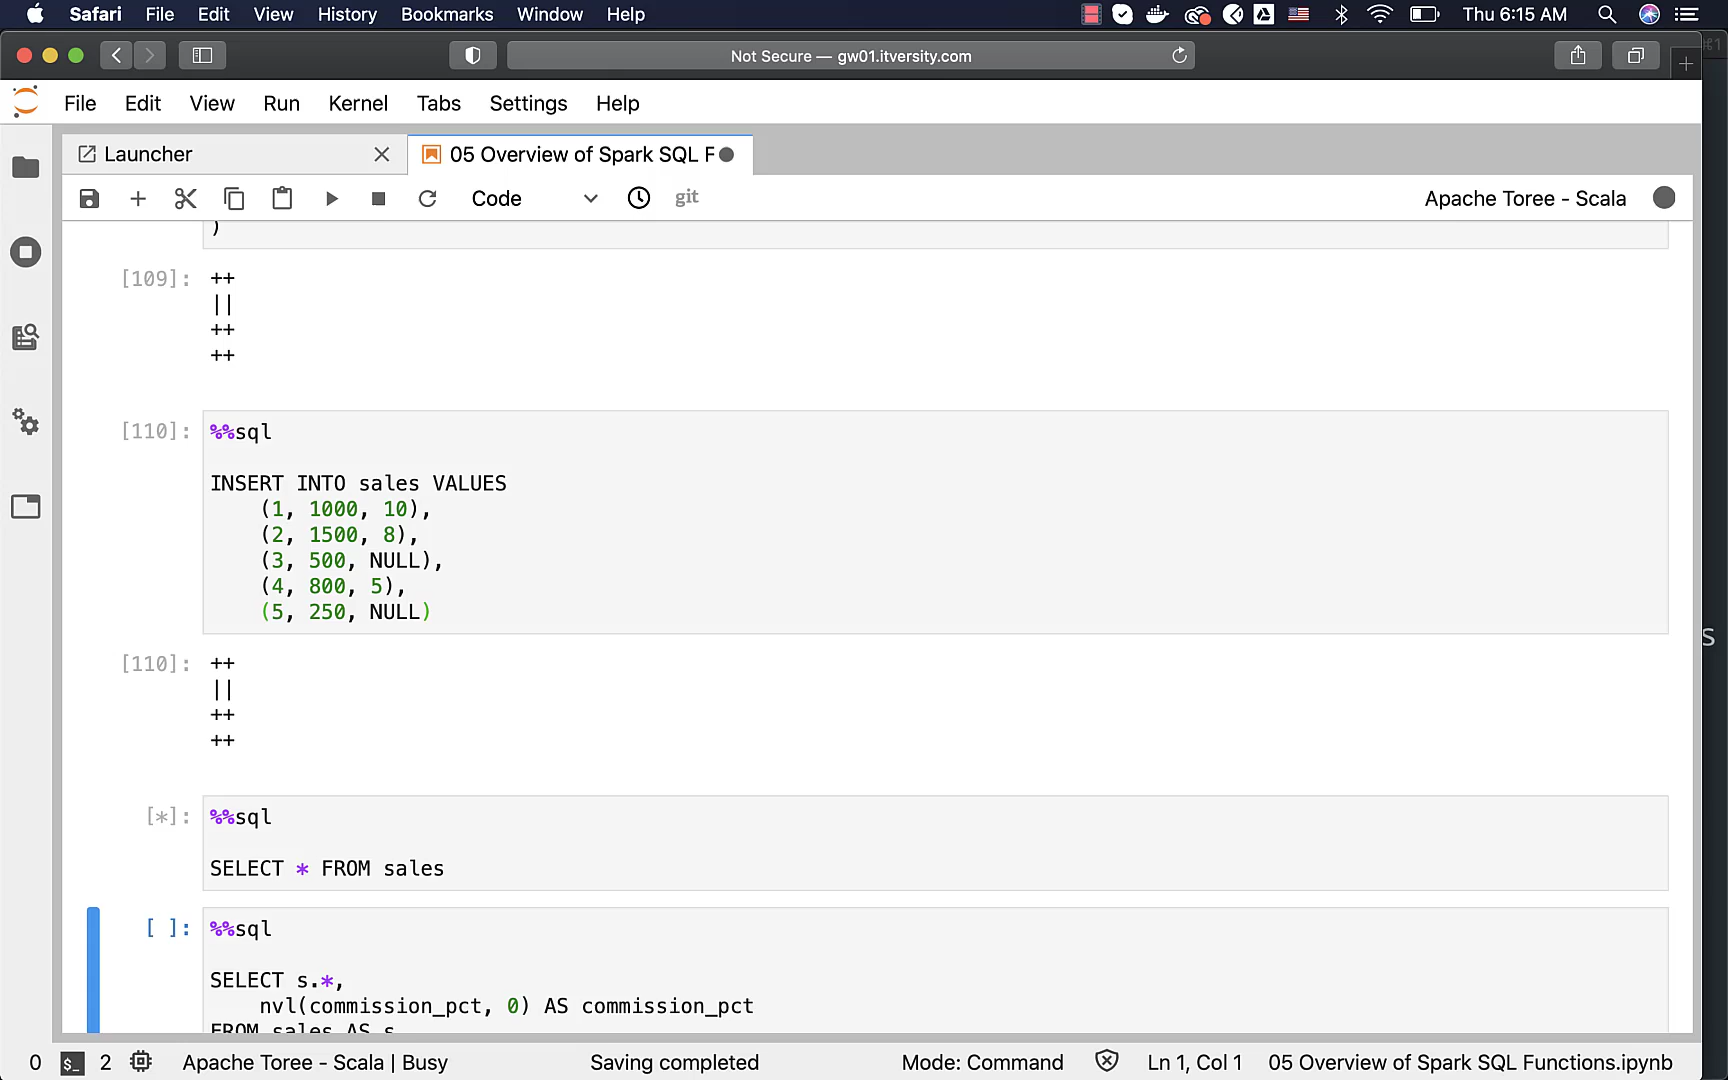 Safari File Edit View History Bookmarks Window Help Thu 6:15 AM
Not Secure — gw01.itversity.com
File Edit View Run Kernel Tabs Settings Help
Launcher 05 Overview of Spark SQL F
Code git Apache Toree - Scala
)
[109]: ++
||
++
++
[110]: %%sql
INSERT INTO sales VALUES
(1, 1000, 10),
(2, 1500, 8),
(3, 500, NULL),
(4, 800, 5),
(5, 250, NULL)
[110]: ++
||
++
++
[*]: %%sql
SELECT * FROM sales
[ ]: %%sql
SELECT s.*,
nvl(commission_pct, 0) AS commission_pct
FROM sales AS s
0 $_ 2 Apache Toree - Scala | Busy Saving completed Mode: Command Ln 1, Col 1 05 Overview of Spark SQL Functions.ipynb